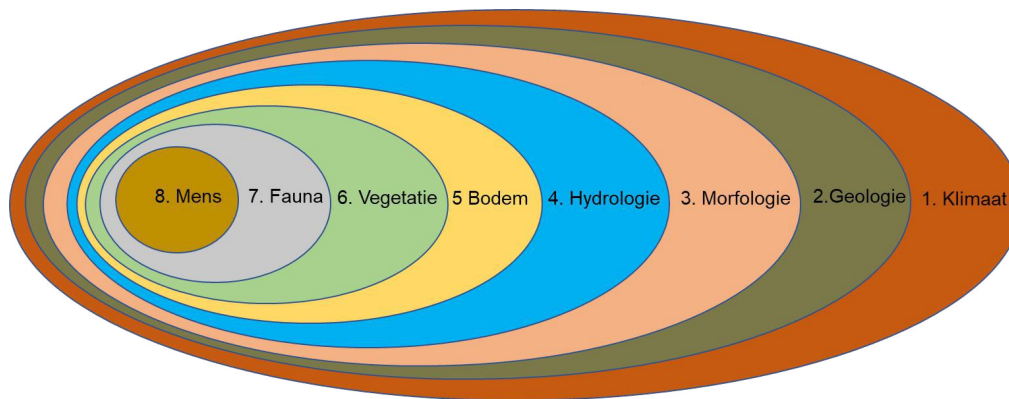 8. Mens 7. Fauna 6. Vegetatie 5 Bodem 4. Hydrologie 3. Morfologie 2.Geologie 1. Klimaat